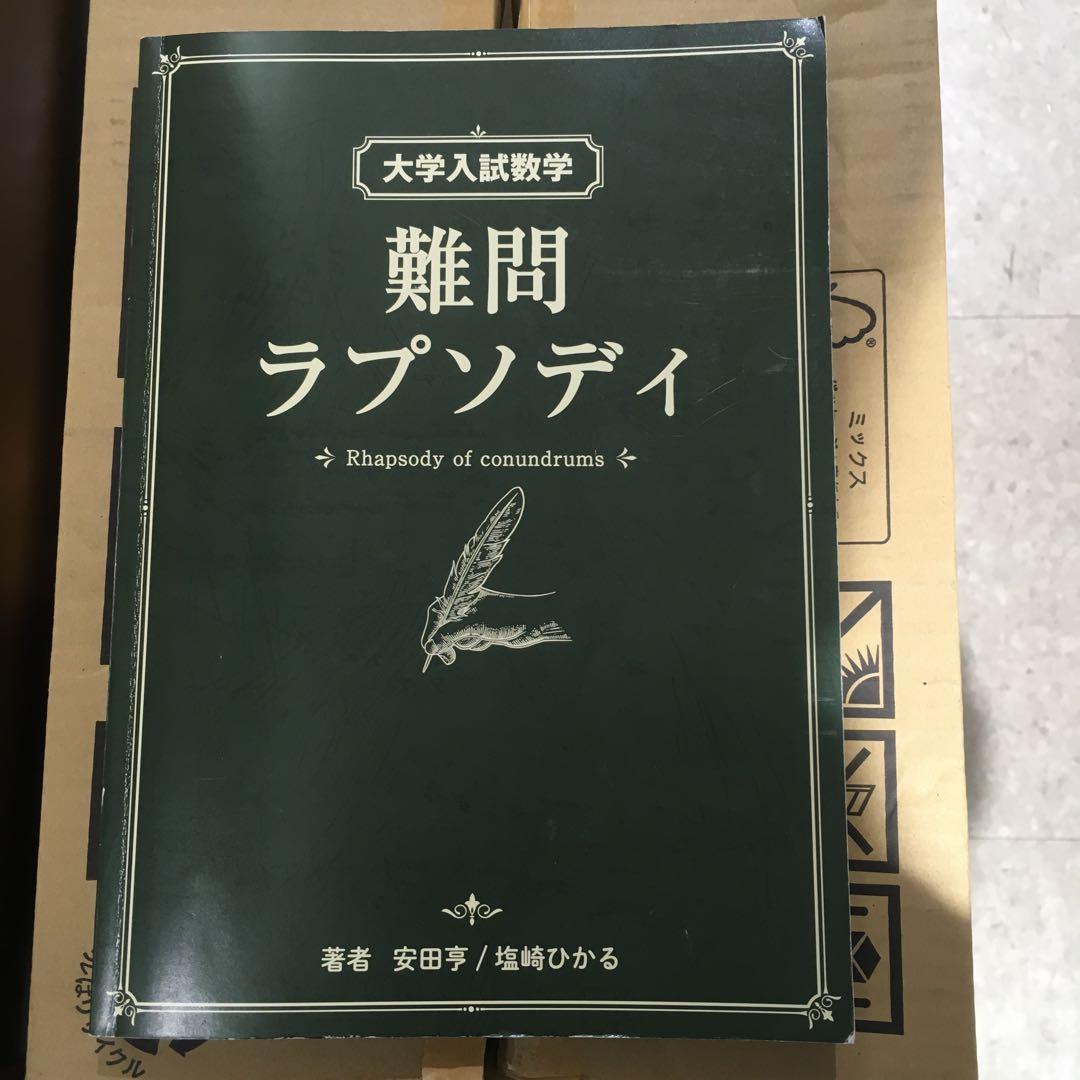 大学入試数学
難問
ラプソディ
Rhapsody of conundrums
著者 安田亨/塩崎ひかる
ミックス
®